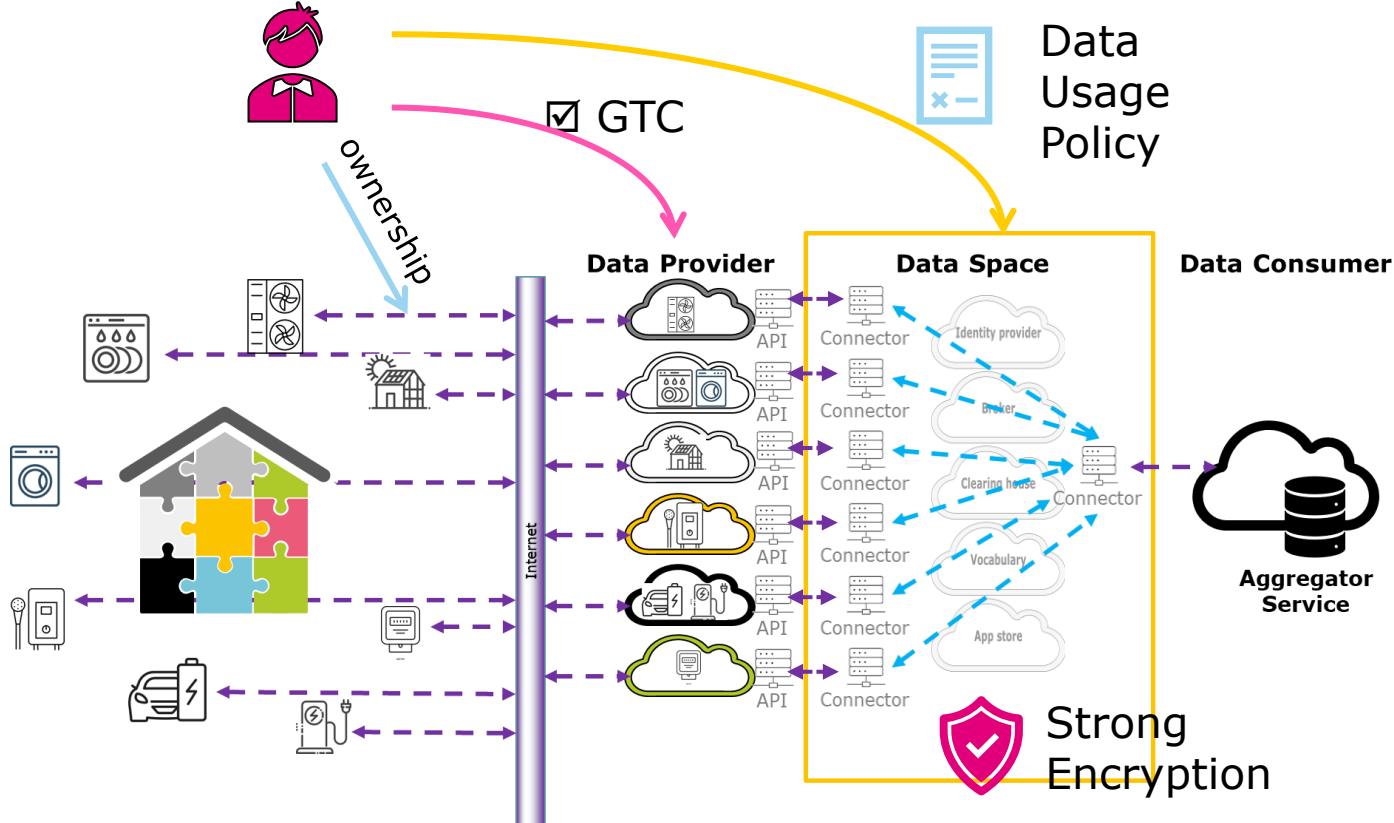 Data
Usage
Policy
☑ GTC
ownership
Data Provider
Data Space
Data Consumer
API
Connector
Identity provider
API
Connector
Broker
API
Connector
Clearing house
Connector
Internet
API
Connector
Vocabulary
Aggregator
Service
API
Connector
App store
API
Connector
Strong
Encryption